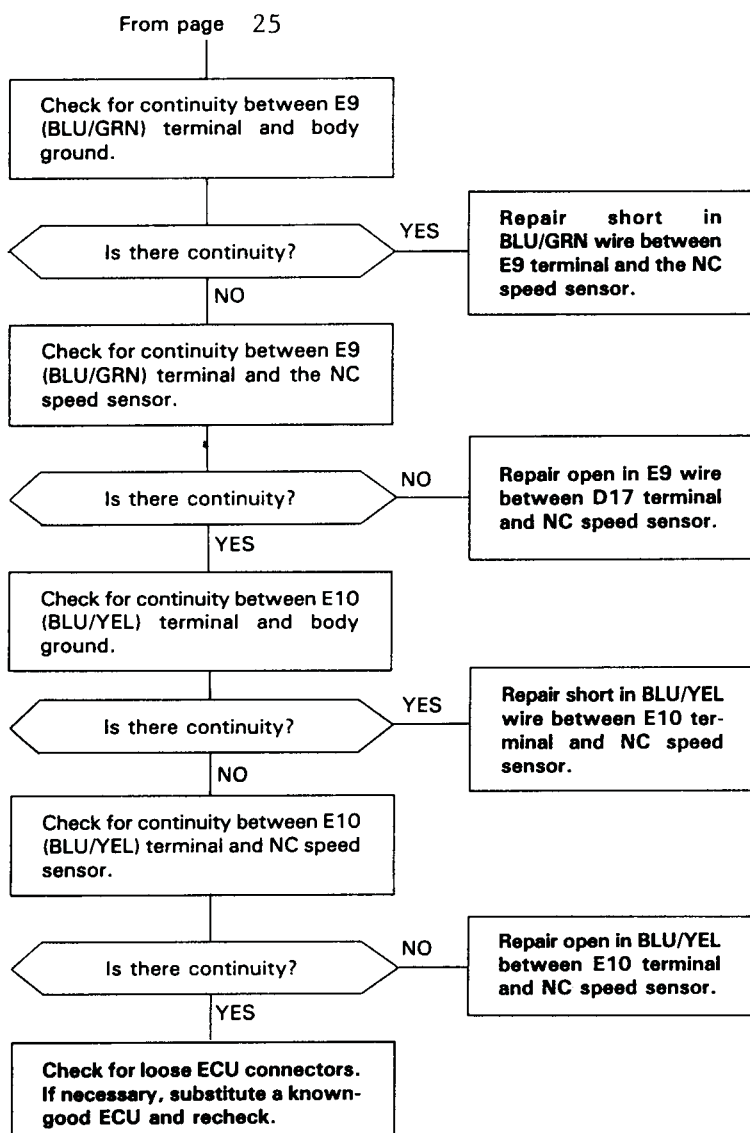 From page 25
Check for continuity between E9
(BLU/GRN) terminal and body
ground.
Is there continuity?
YES
Repair short in
BLU/GRN wire between
E9 terminal and the NC
speed sensor.
NO
Check for continuity between E9
(BLU/GRN) terminal and the NC
speed sensor.
Is there continuity?
NO
Repair open in E9 wire
between D17 terminal
and NC speed sensor.
YES
Check for continuity between E10
(BLU/YEL) terminal and body
ground.
Is there continuity?
YES
Repair short in BLU/YEL
wire between E10 ter-
minal and NC speed
sensor.
NO
Check for continuity between E10
(BLU/YEL) terminal and NC speed
sensor.
Is there continuity?
NO
Repair open in BLU/YEL
between E10 terminal
and NC speed sensor.
YES
Check for loose ECU connectors.
If necessary, substitute a known-
good ECU and recheck.